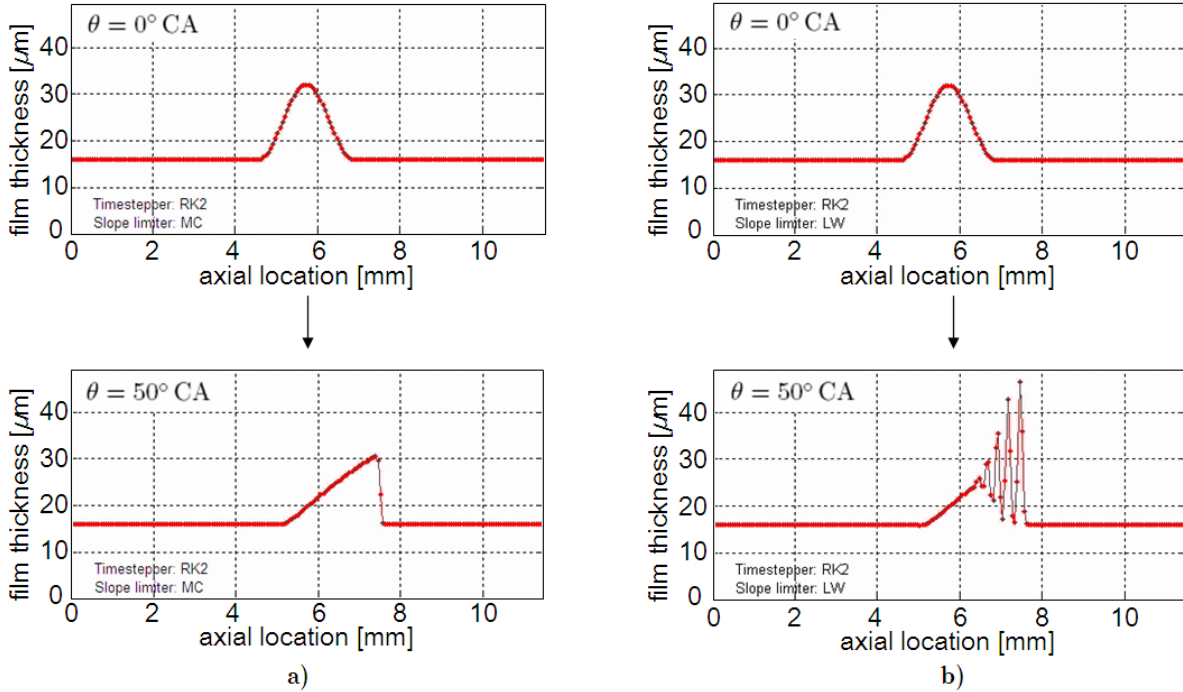 θ = 0° CA
film thickness [μm]
40
30
20
10
0
Timestepper: RK2
Slope limiter: MC
0 2 4 6 8 10
axial location [mm]
θ = 50° CA
film thickness [μm]
40
30
20
10
0
Timestepper: RK2
Slope limiter: MC
0 2 4 6 8 10
axial location [mm]
a)
θ = 0° CA
film thickness [μm]
40
30
20
10
0
Timestepper: RK2
Slope limiter: LW
0 2 4 6 8 10
axial location [mm]
θ = 50° CA
film thickness [μm]
40
30
20
10
0
Timestepper: RK2
Slope limiter: LW
0 2 4 6 8 10
axial location [mm]
b)